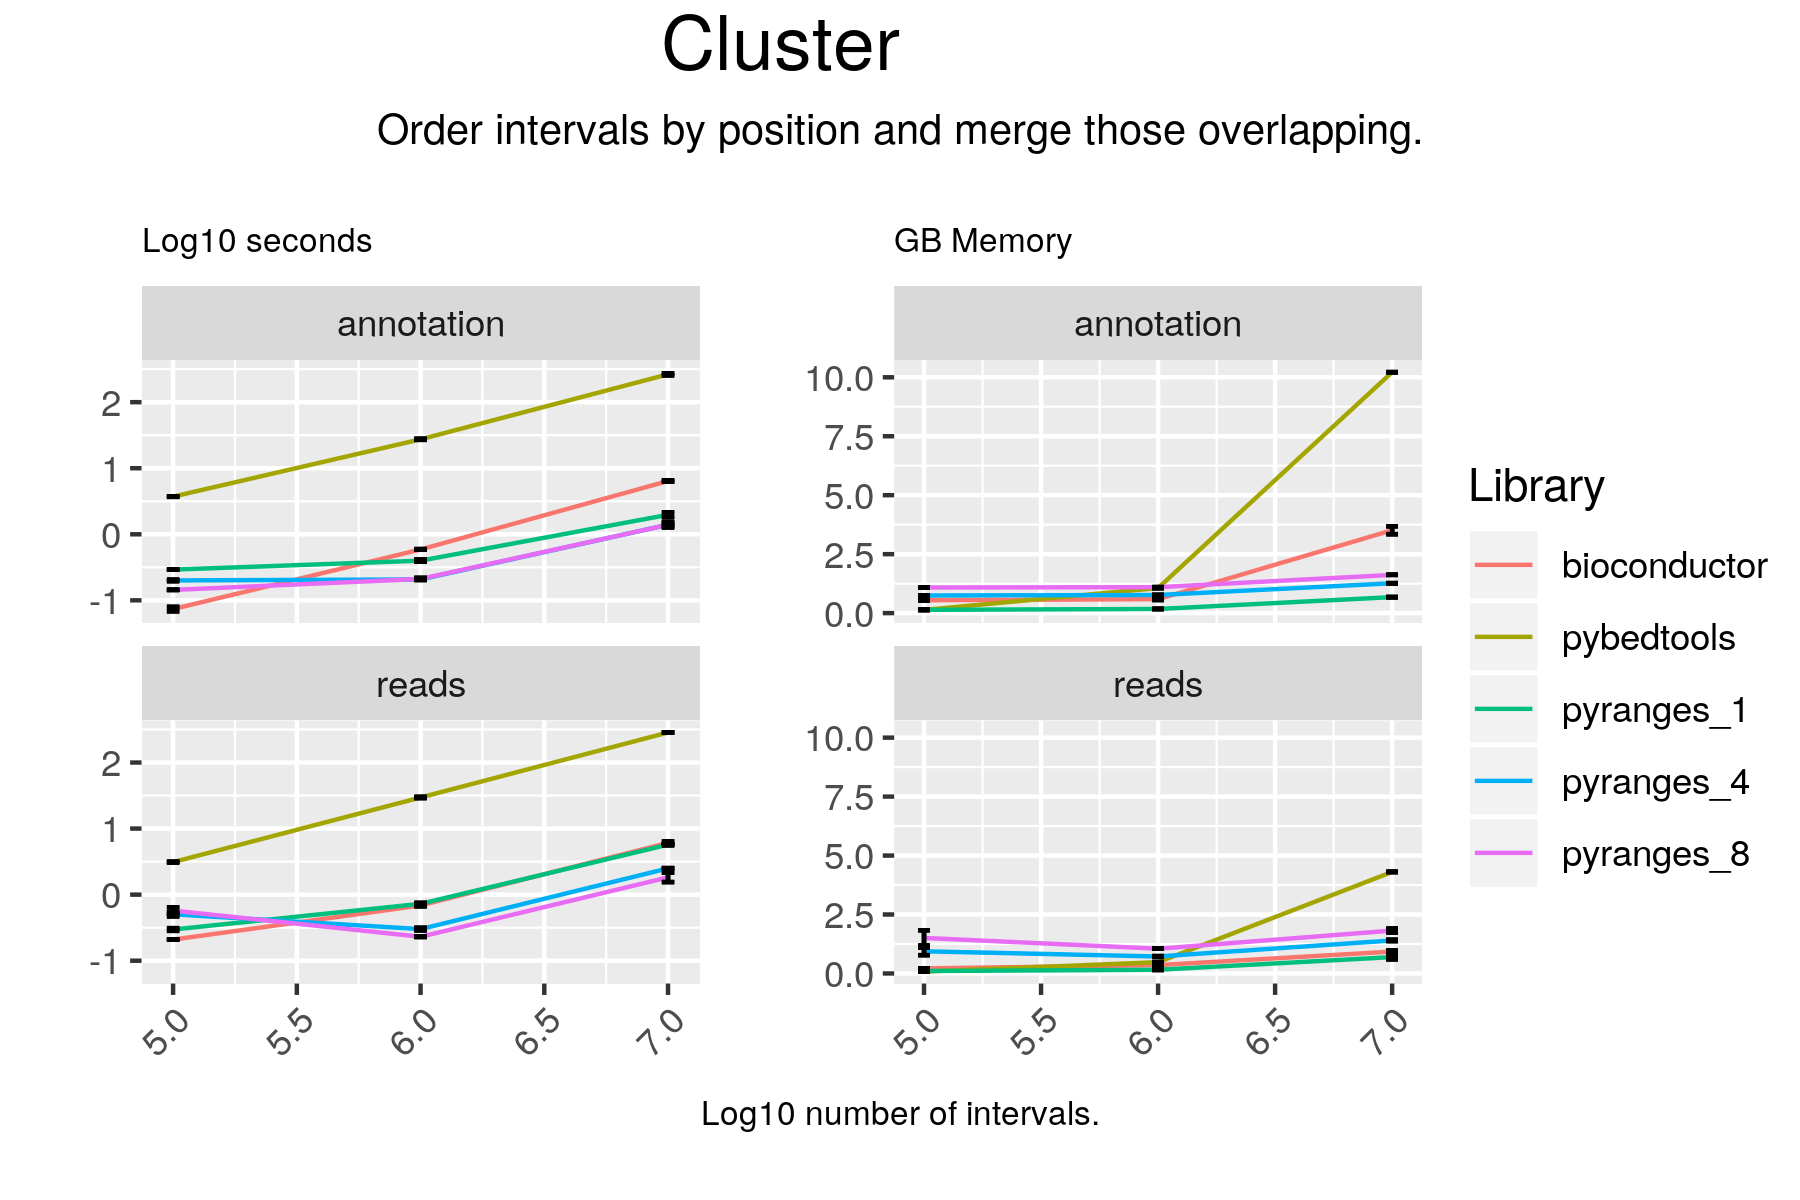 Cluster
Order intervals by position and merge those overlapping.
Log10 seconds
GB Memory
annotation
annotation
2
1
0
-1
10.0
7.5
5.0
2.5
0.0
reads
reads
2
1
0
-1
10.0
7.5
5.0
2.5
0.0
5.0
5.5
6.0
6.5
7.0
5.0
5.5
6.0
6.5
7.0
Log10 number of intervals.
Library
bioconductor
pybedtools
pyranges_1
pyranges_4
pyranges_8